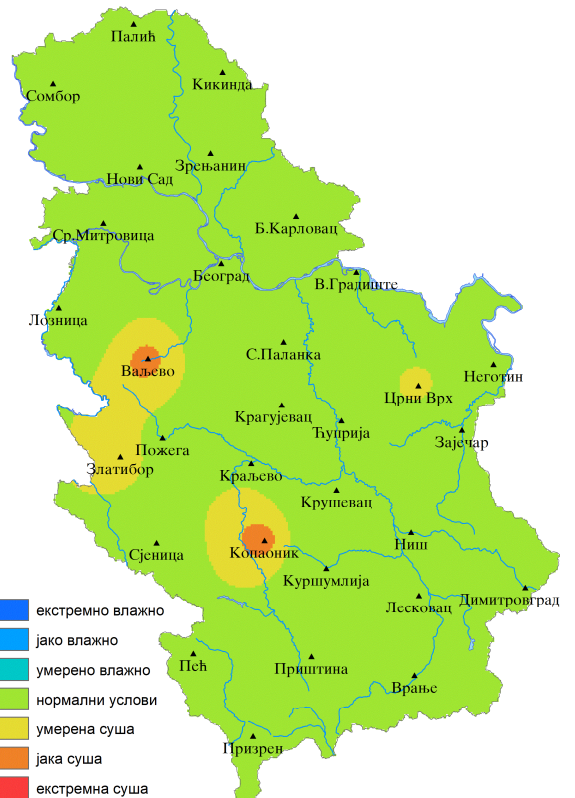 Палић
Кикинда
Сомбор
Зрењанин
Нови Сад
Б.Карловац
Ср.Митровица
Београд
В.Градиште
Лозница
С.Паланка
Ваљево
Неготин
Црни Врх
Крагујевац
Ћуприја
Зајечар
Пожега
Златибор
Краљево
Крушевац
Ниш
Копаоник
Сјеница
Куршумлија
Лесковац
Димитровград
Пећ
Приштина
Врање
Призрен
екстремно влажно
јако влажно
умерено влажно
нормални услови
умерена суша
јака суша
екстремна суша